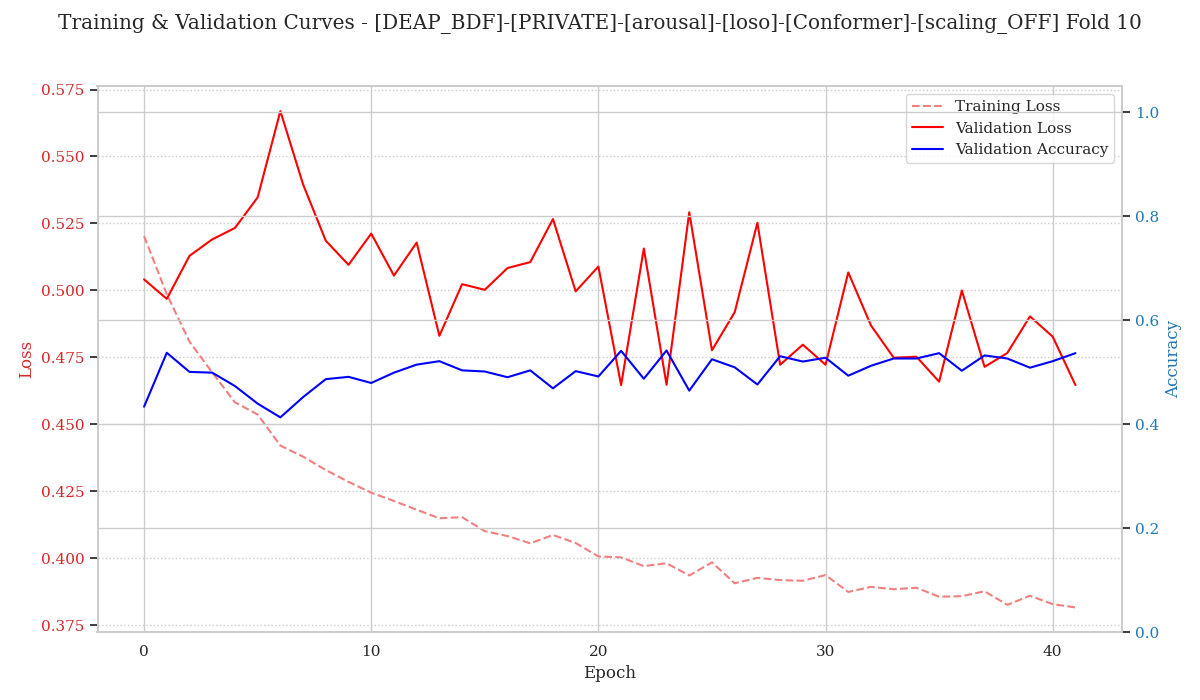 Training & Validation Curves - [DEAP_BDF]-[PRIVATE]-[arousal]-[loso]-[Conformer]-[scaling_OFF] Fold 10
Training Loss
Validation Loss
Validation Accuracy
0.575
0.550
0.525
0.500
0.475
0.450
0.425
0.400
0.375
Loss
1.0
0.8
0.6
0.4
0.2
0.0
Accuracy
0 10 20 30 40
Epoch